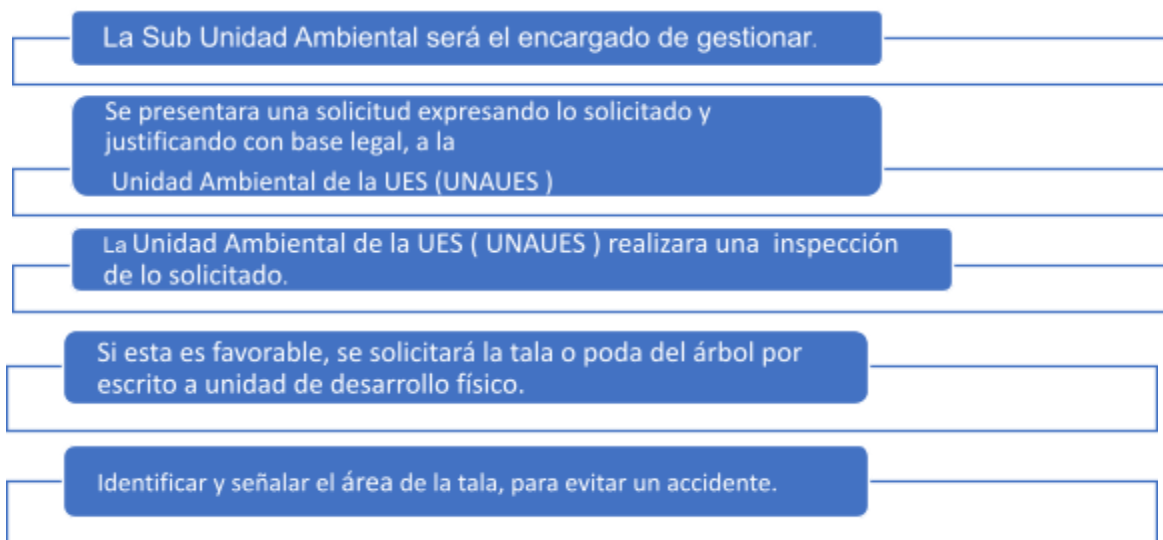 La Sub Unidad Ambiental será el encargado de gestionar.
Se presentara una solicitud expresando lo solicitado y
justificando con base legal, a la
Unidad Ambiental de la UES (UNAUES )
La Unidad Ambiental de la UES ( UNAUES ) realizara una inspección
de lo solicitado.
Si esta es favorable, se solicitará la tala o poda del árbol por
escrito a unidad de desarrollo físico.
Identificar y señalar el área de la tala, para evitar un accidente.